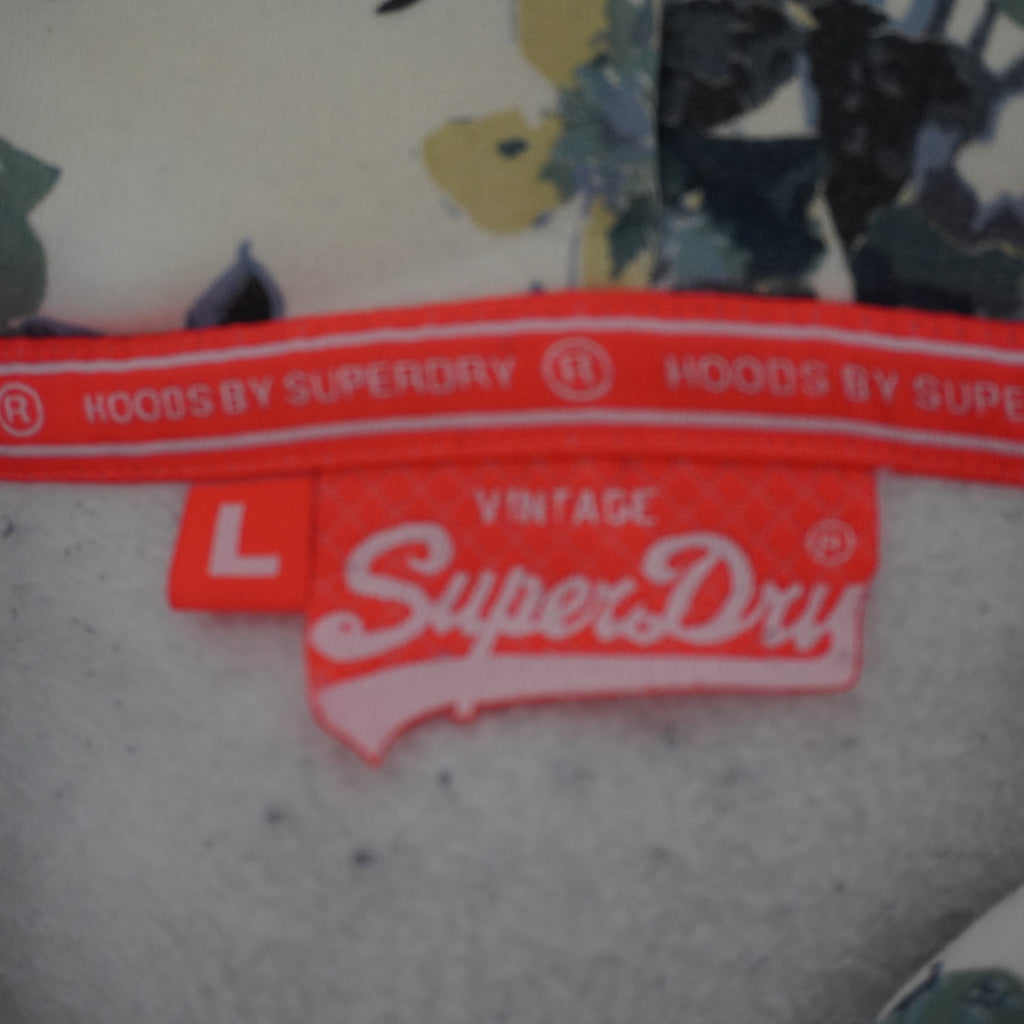 ® HOODS BY SUPERDRY ® HOODS BY SUPE
L
VINTAGE
SuperDry ®